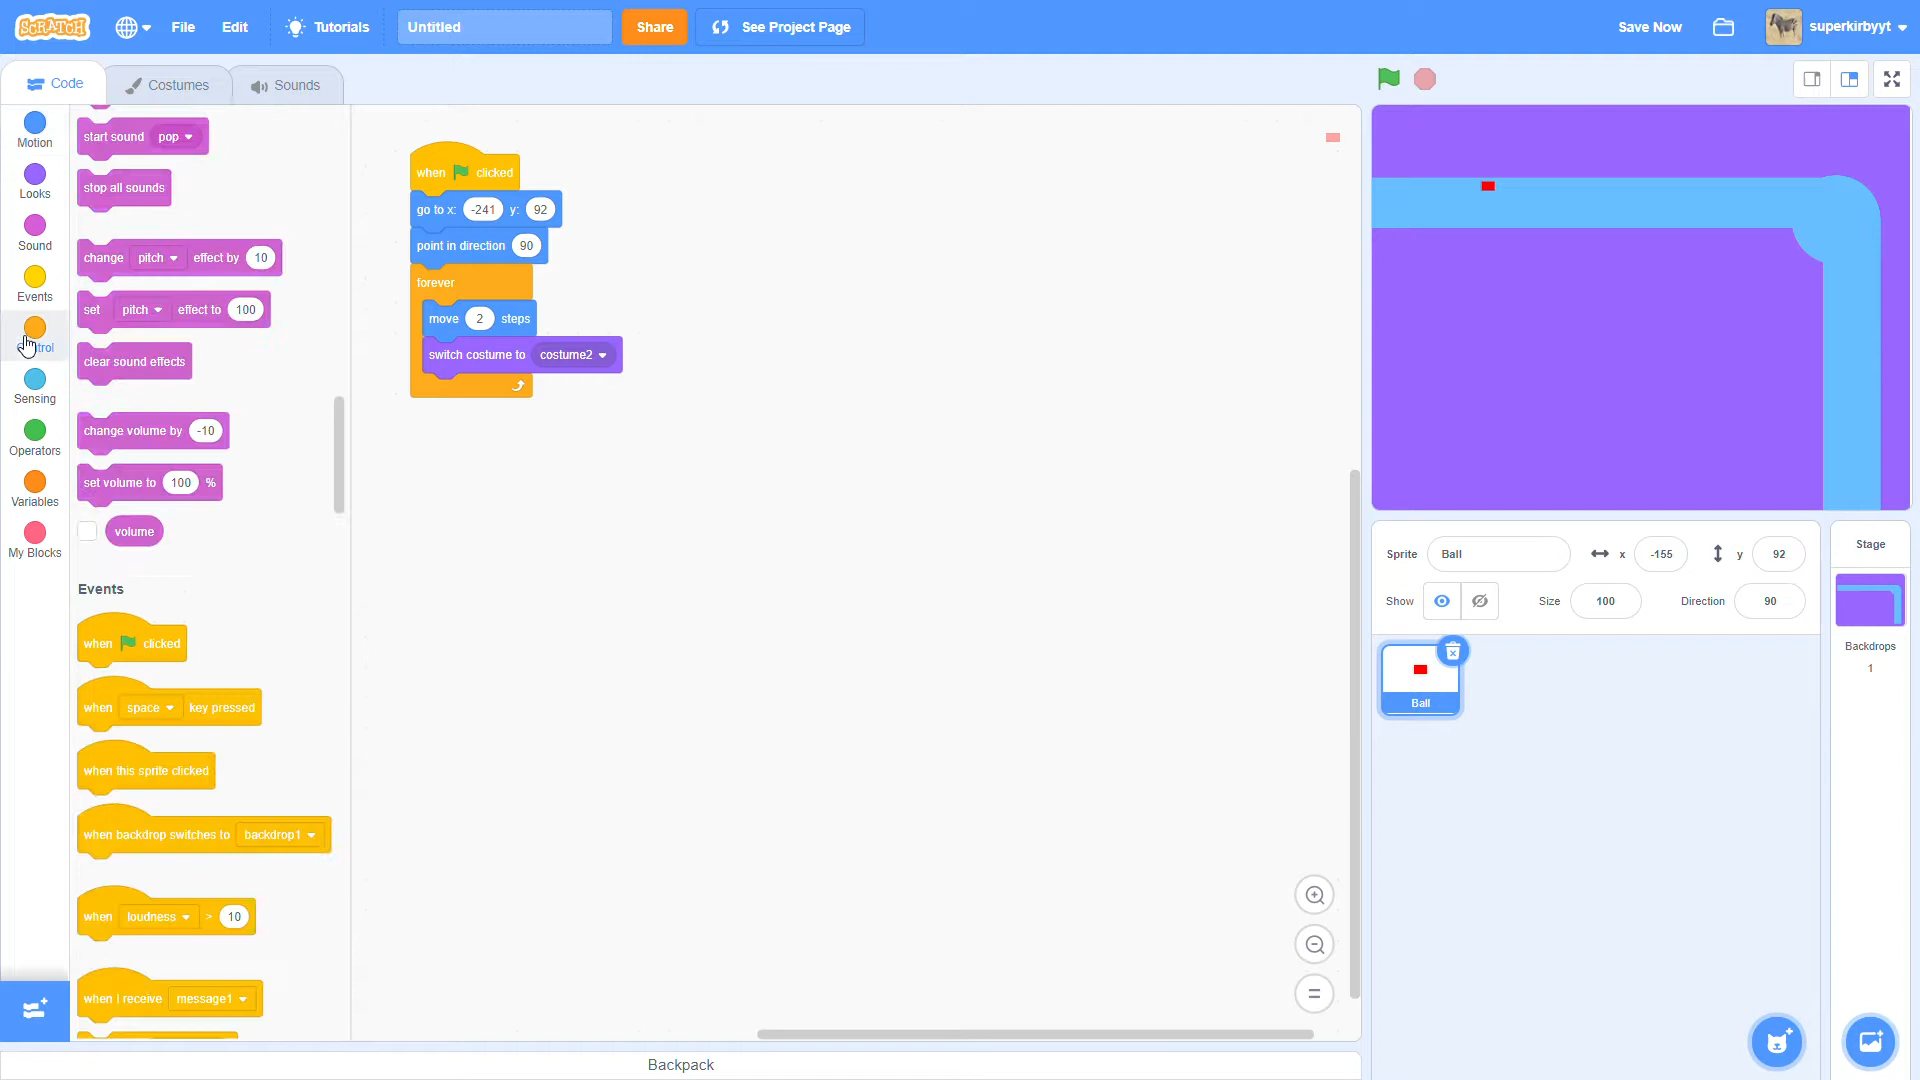 SCRATCH File Edit Tutorials Untitled Share See Project Page Save Now superkirbyyt
Code Costumes Sounds
Motion
Looks
Sound
Events
Control
Sensing
Operators
Variables
My Blocks
start sound pop
stop all sounds
change pitch effect by 10
set pitch effect to 100
clear sound effects
change volume by -10
set volume to 100 %
volume
Events
when clicked
when space key pressed
when this sprite clicked
when backdrop switches to backdrop1
when loudness > 10
when I receive message1
when clicked
go to x: -241 y: 92
point in direction 90
forever
move 2 steps
switch costume to costume2
Sprite Ball x -155 y 92
Show Size 100 Direction 90
Ball
Stage
Backdrops
1
Backpack